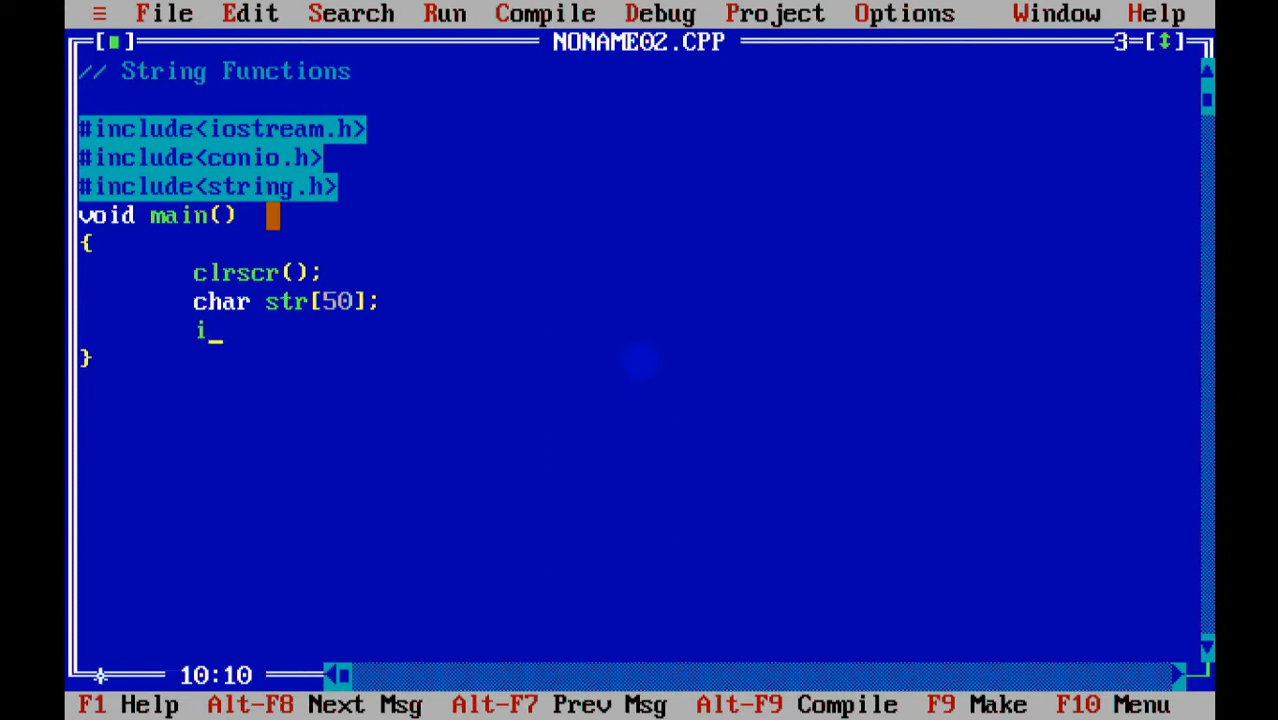 ≡ File Edit Search Run Compile Debug Project Options Window Help
[■] NONAME02.CPP 3=[↕]
// String Functions
#include<iostream.h>
#include<conio.h>
#include<string.h>
void main()
{
clrscr();
char str[50];
i_
}
10:10
F1 Help Alt-F8 Next Msg Alt-F7 Prev Msg Alt-F9 Compile F9 Make F10 Menu